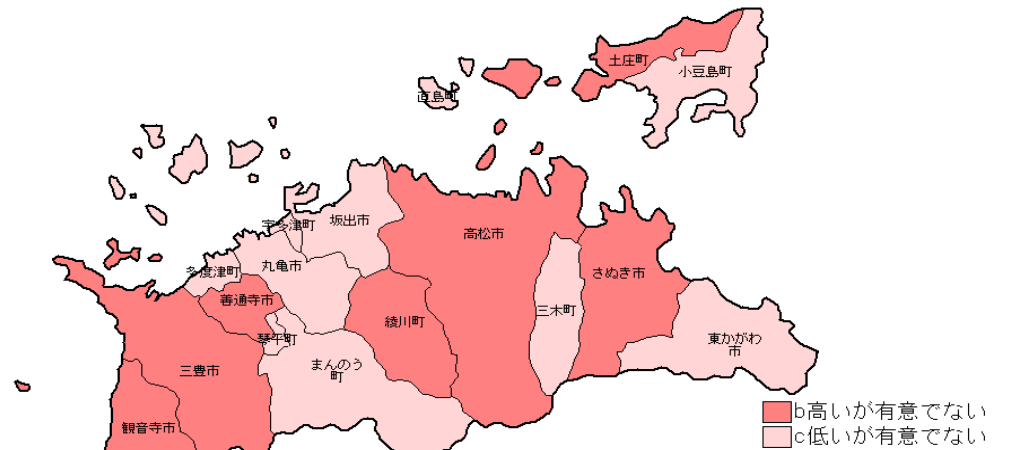 土庄町
小豆島町
直島町
宇多津町
坂出市
高松市
多度津町
丸亀市
さぬき市
善通寺市
三木町
綾川町
琴平町
東かがわ
市
まんのう
町
三豊市
観音寺市
b高いが有意でない
c低いが有意でない